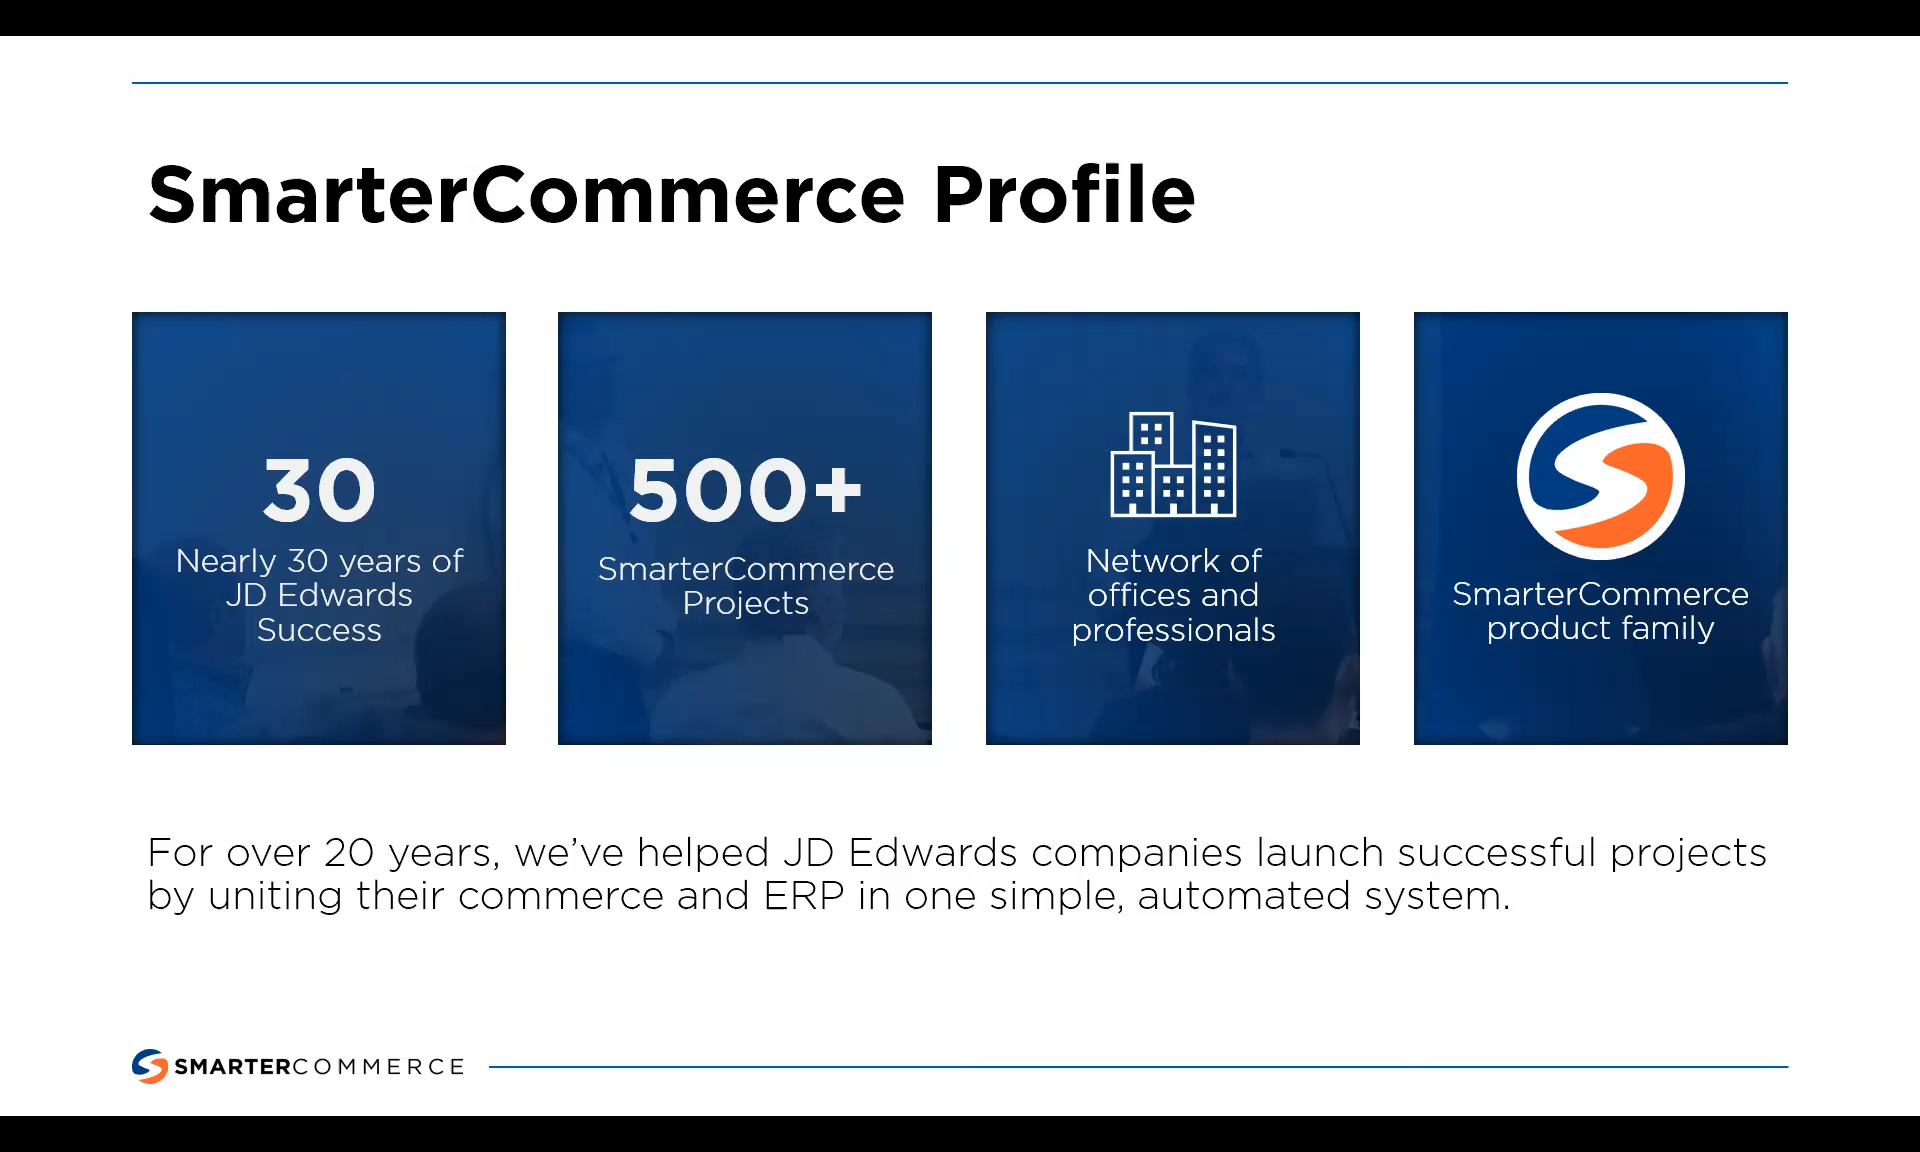 SmarterCommerce Profile
30
Nearly 30 years of
JD Edwards
Success
500+
SmarterCommerce
Projects
Network of
offices and
professionals
SmarterCommerce
product family
For over 20 years, we’ve helped JD Edwards companies launch successful projects
by uniting their commerce and ERP in one simple, automated system.
SMARTERCOMMERCE